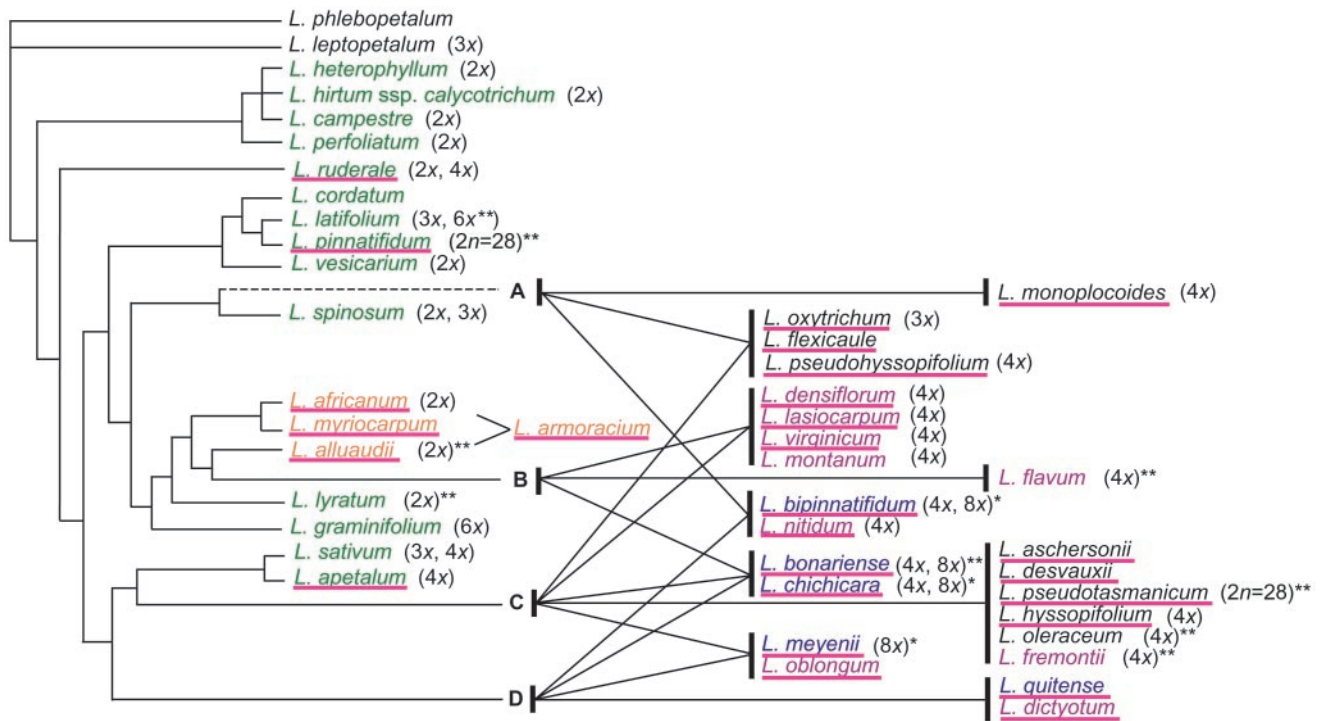 L. phlebopetalum
L. leptopetalum (3x)
L. heterophyllum (2x)
L. hirtum ssp. calycotrichum (2x)
L. campestre (2x)
L. perfoliatum (2x)
L. ruderale (2x, 4x)
L. cordatum
L. latifolium (3x, 6x**)
L. pinnatifidum (2n=28)**
L. vesicarium (2x)
A
L. spinosum (2x, 3x)
L. africanum (2x)
L. myriocarpum
L. armoracium
L. alluaudii (2x)**
B
L. lyratum (2x)**
L. graminifolium (6x)
L. sativum (3x, 4x)
L. apetalum (4x)
C
D
L. oxytrichum (3x)
L. flexicaule
L. pseudohyssopifolium (4x)
L. densiflorum (4x)
L. lasiocarpum (4x)
L. virginicum (4x)
L. montanum (4x)
L. bipinnatifidum (4x, 8x)*
L. nitidum (4x)
L. bonariense (4x, 8x)**
L. chichicara (4x, 8x)*
L. meyenii (8x)*
L. oblongum
L. monoplocoides (4x)
L. flavum (4x)**
L. aschersonii
L. desvauxii
L. pseudotasmanicum (2n=28)**
L. hyssopifolium (4x)
L. oleraceum (4x)**
L. fremontii (4x)**
L. quitense
L. dictyotum